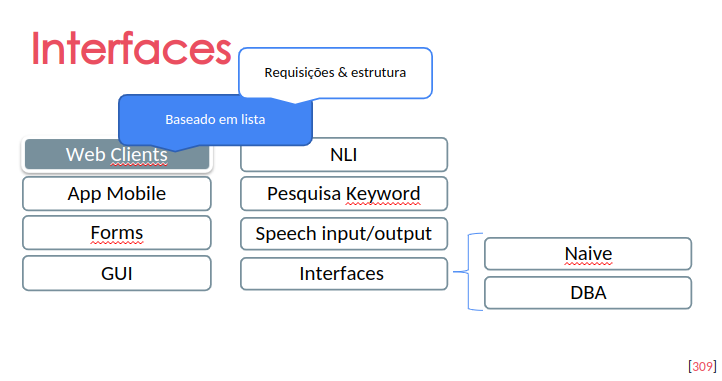 Interfaces
Requisições & estrutura
Baseado em lista
Web Clients
App Mobile
Forms
GUI
NLI
Pesquisa Keyword
Speech input/output
Interfaces
Naive
DBA
[309]